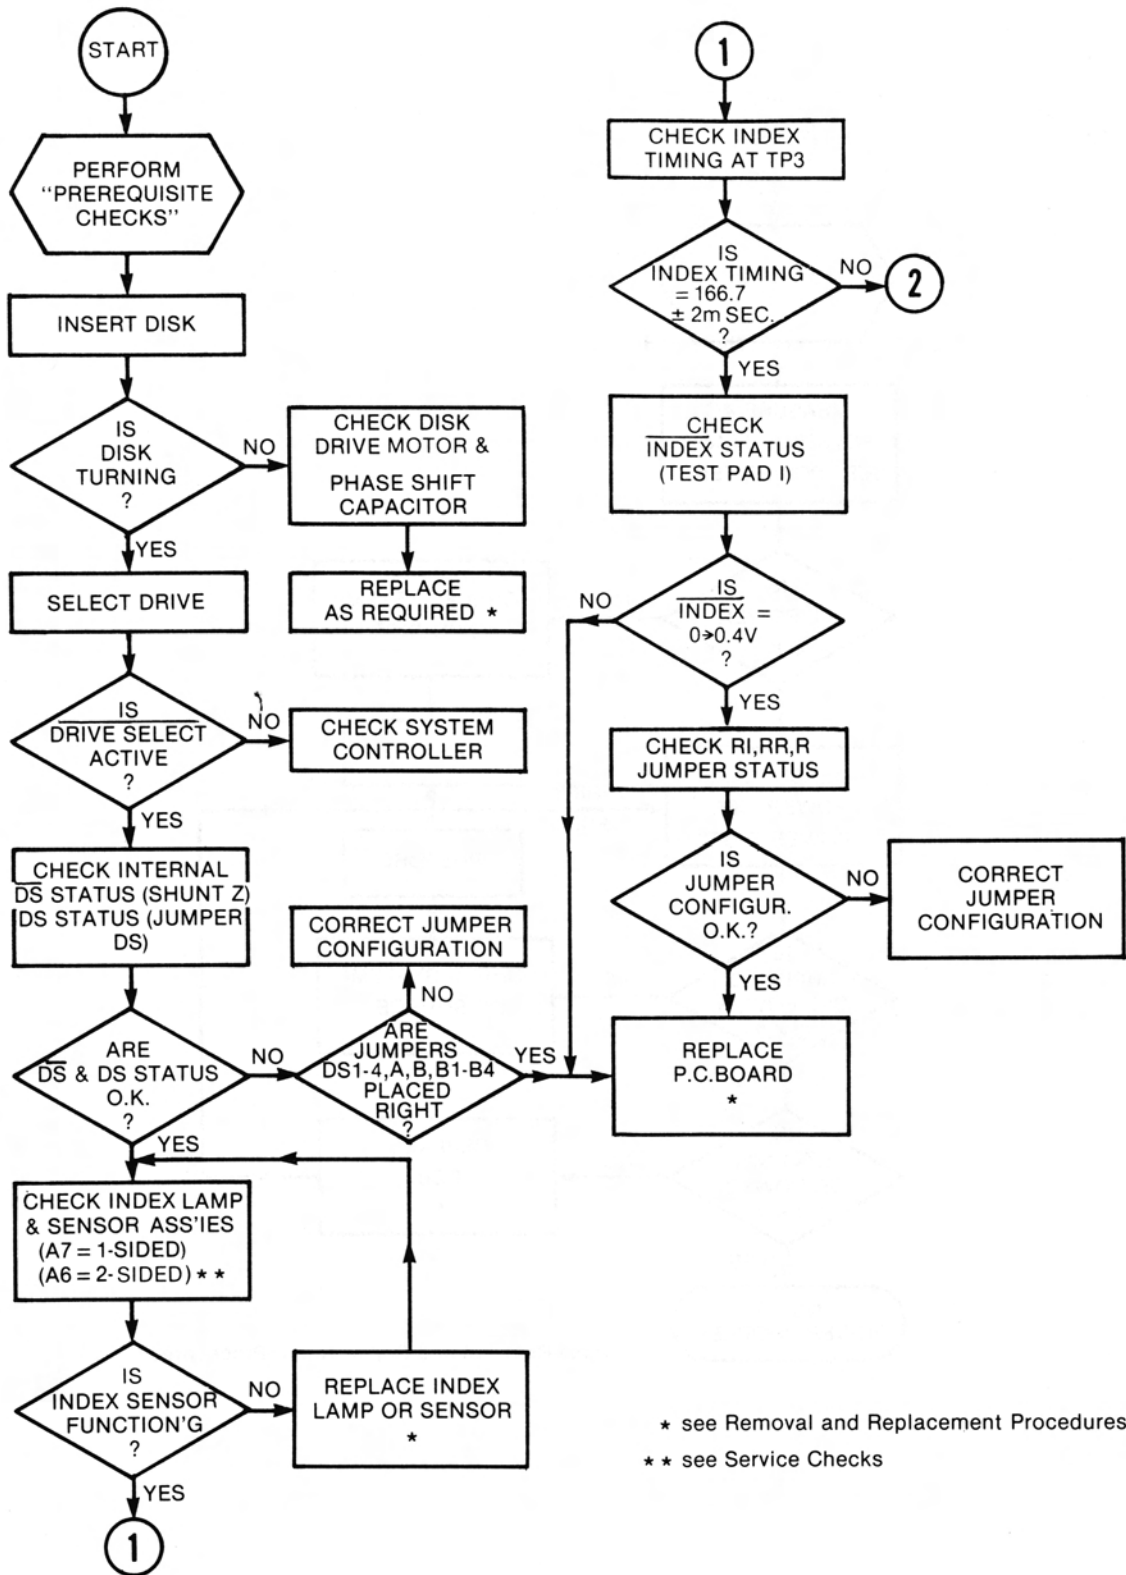 START
PERFORM
"PREREQUISITE
CHECKS"
INSERT DISK
IS
DISK
TURNING
?
NO
CHECK DISK
DRIVE MOTOR &
PHASE SHIFT
CAPACITOR
REPLACE
AS REQUIRED *
YES
SELECT DRIVE
IS
DRIVE SELECT
ACTIVE
?
NO
CHECK SYSTEM
CONTROLLER
YES
CHECK INTERNAL
DS STATUS (SHUNT Z)
DS STATUS (JUMPER
DS)
ARE
DS & DS STATUS
O.K.
?
NO
ARE
JUMPERS
DS1-4,A,B,B1-B4
PLACED
RIGHT
?
NO
CORRECT JUMPER
CONFIGURATION
YES
YES
CHECK INDEX LAMP
& SENSOR ASS'IES
(A7 = 1-SIDED)
(A6 = 2-SIDED) * *
IS
INDEX SENSOR
FUNCTION'G
?
NO
REPLACE INDEX
LAMP OR SENSOR
*
YES
1
1
CHECK INDEX
TIMING AT TP3
IS
INDEX TIMING
= 166.7
± 2m SEC.
?
NO
2
YES
CHECK
INDEX STATUS
(TEST PAD I)
IS
INDEX =
0→0.4V
?
NO
YES
CHECK RI,RR,R
JUMPER STATUS
IS
JUMPER
CONFIGUR.
O.K.?
NO
CORRECT
JUMPER
CONFIGURATION
YES
REPLACE
P.C.BOARD
*
* see Removal and Replacement Procedures
* * see Service Checks